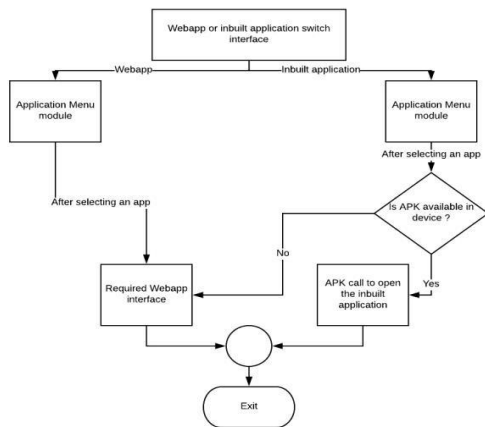 Webapp or inbuilt application switch
interface
Webapp
Inbuilt application
Application Menu
module
Application Menu
module
After selecting an app
Is APK available in
device ?
After selecting an app
No
Yes
Required Webapp
interface
APK call to open
the inbuilt
application
Exit